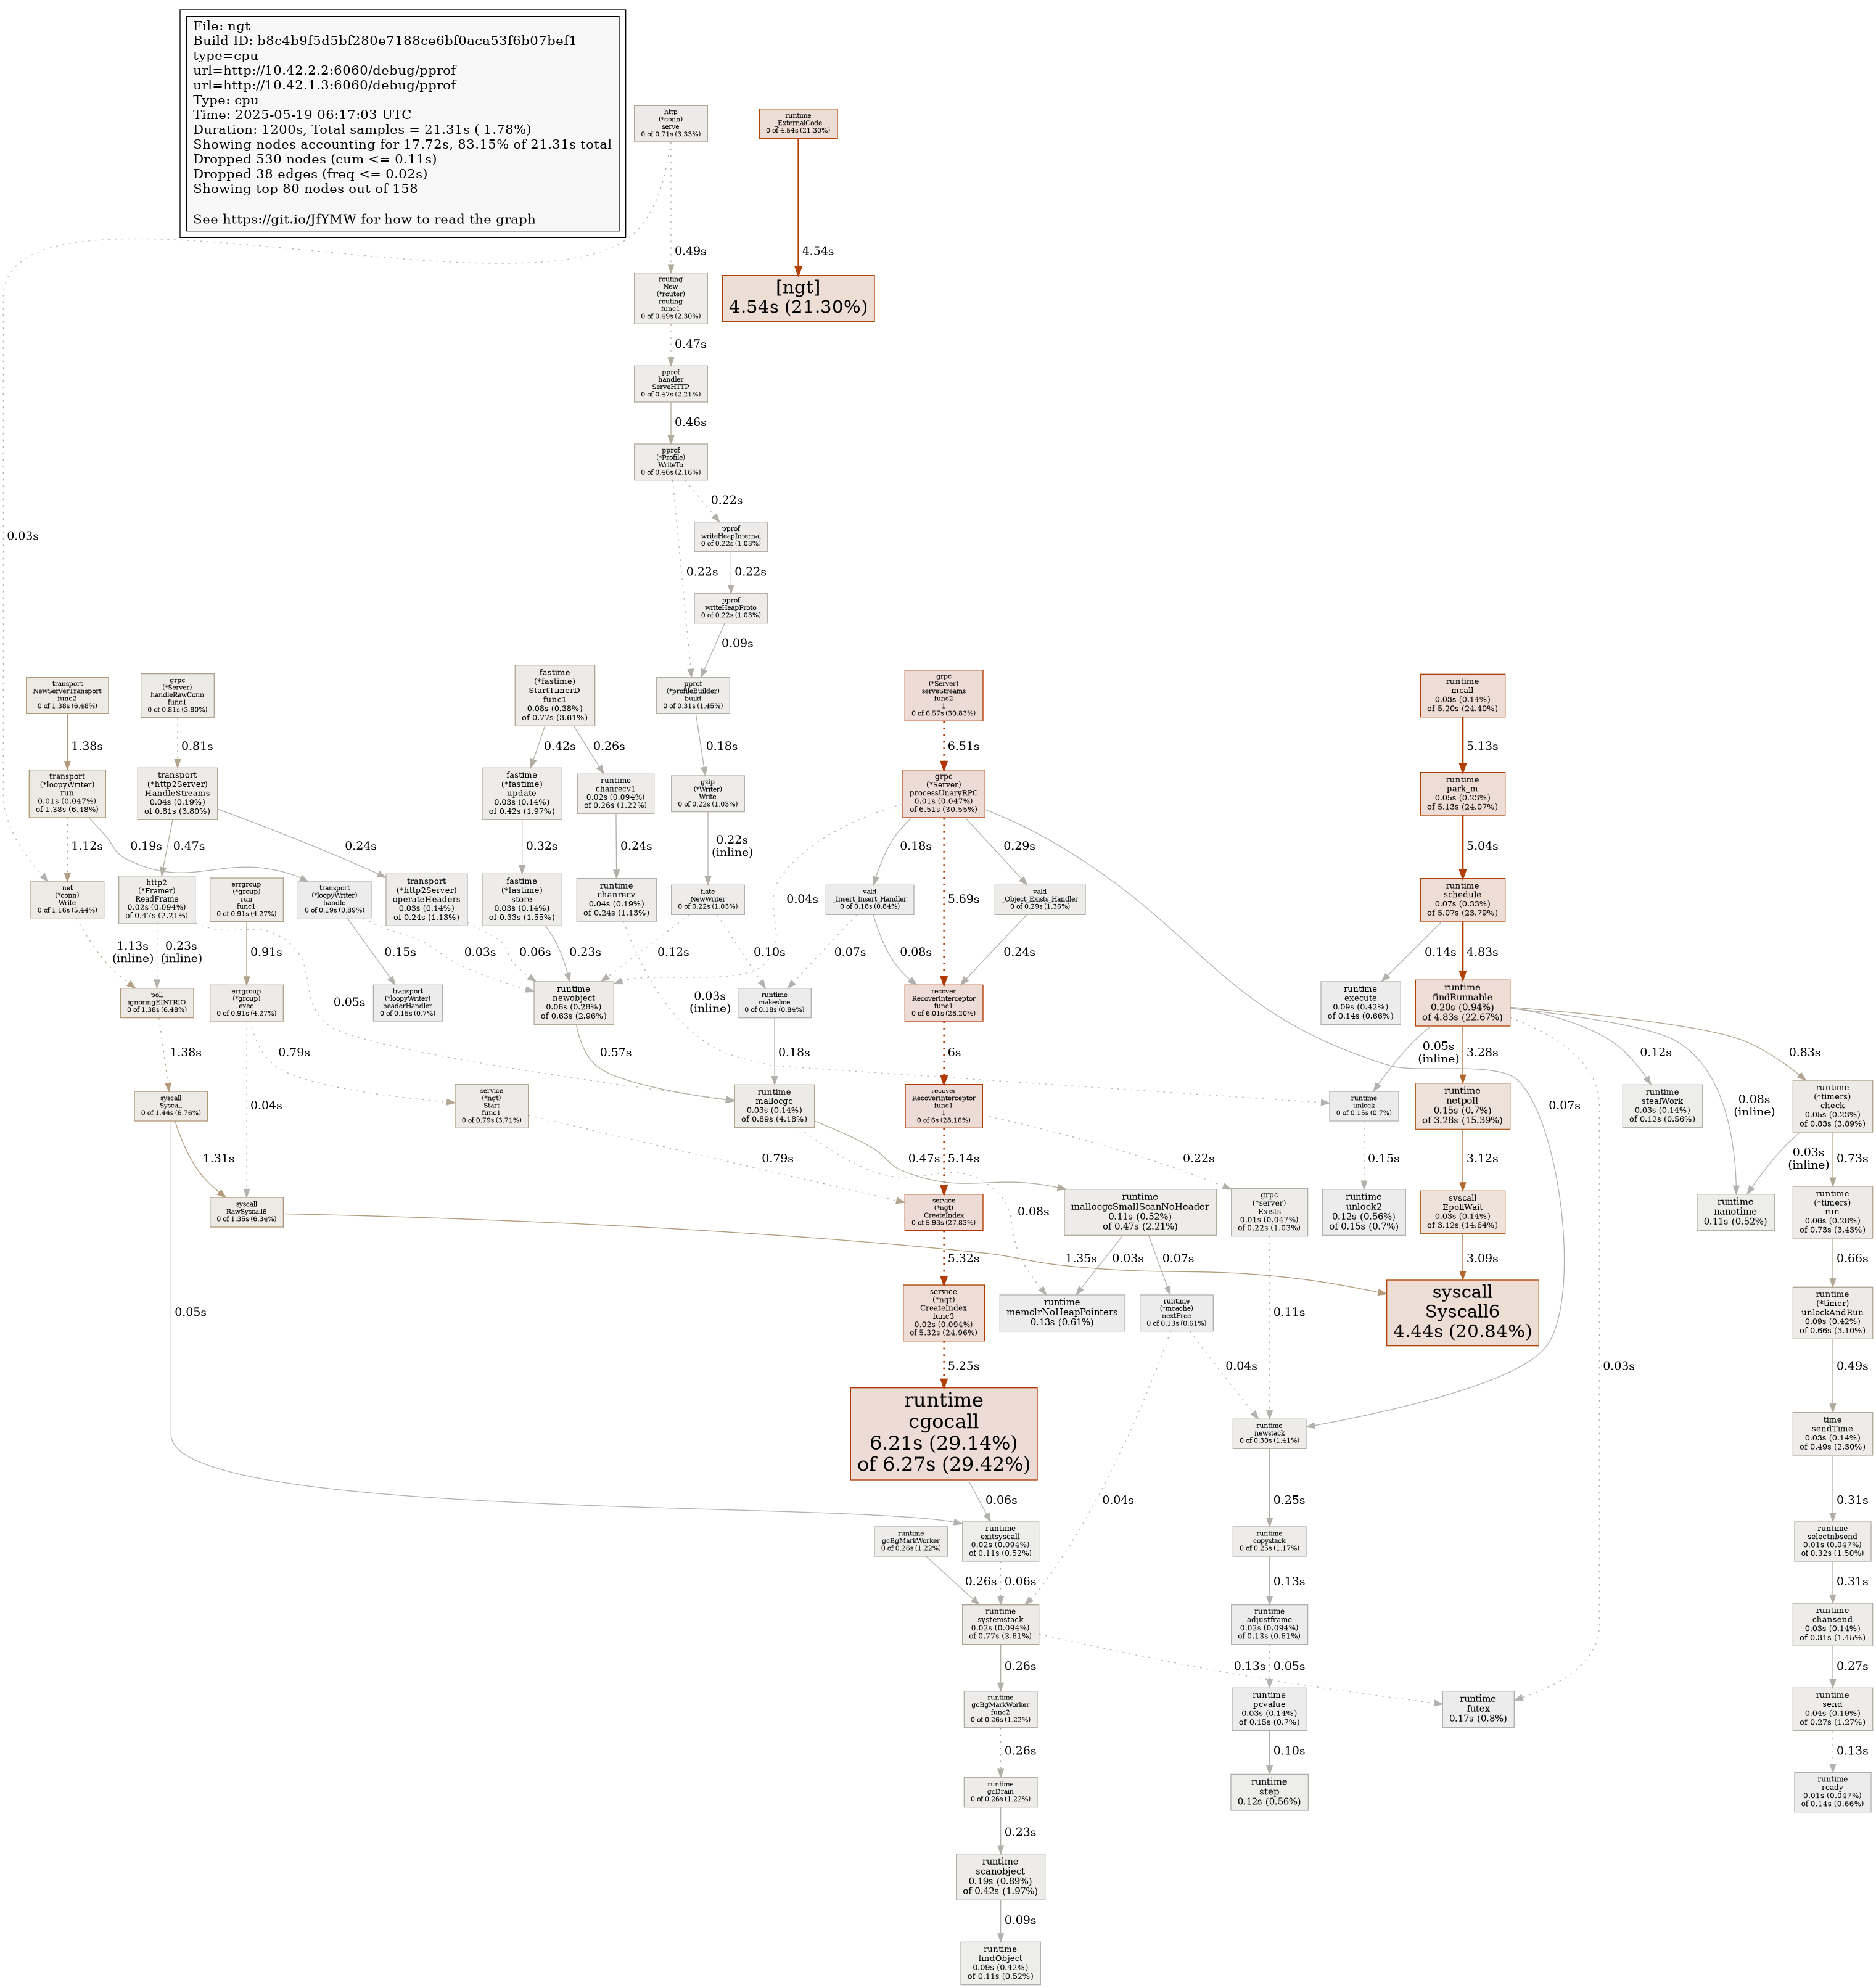 File: ngt
Build ID: b8c4b9f5d5bf280e7188ce6bf0aca53f6b07bef1
type=cpu
url=http://10.42.2.2:6060/debug/pprof
url=http://10.42.1.3:6060/debug/pprof
Type: cpu
Time: 2025-05-19 06:17:03 UTC
Duration: 1200s, Total samples = 21.31s ( 1.78%)
Showing nodes accounting for 17.72s, 83.15% of 21.31s total
Dropped 530 nodes (cum <= 0.11s)
Dropped 38 edges (freq <= 0.02s)
Showing top 80 nodes out of 158
See https://git.io/JfYMW for how to read the graph
http
(*conn)
serve
0 of 0.71s (3.33%)
runtime
_ExternalCode
0 of 4.54s (21.30%)
0.49s
4.54s
routing
New
(*router)
routing
func1
0 of 0.49s (2.30%)
[ngt]
4.54s (21.30%)
0.47s
pprof
handler
ServeHTTP
0 of 0.47s (2.21%)
0.46s
pprof
(*Profile)
WriteTo
0 of 0.46s (2.16%)
0.22s
0.03s
pprof
writeHeapInternal
0 of 0.22s (1.03%)
0.22s
0.22s
pprof
writeHeapProto
0 of 0.22s (1.03%)
0.09s
transport
NewServerTransport
func2
0 of 1.38s (6.48%)
grpc
(*Server)
handleRawConn
func1
0 of 0.81s (3.80%)
fastime
(*fastime)
StartTimerD
func1
0.08s (0.38%)
of 0.77s (3.61%)
pprof
(*profileBuilder)
build
0 of 0.31s (1.45%)
grpc
(*Server)
serveStreams
func2
1
0 of 6.57s (30.83%)
runtime
mcall
0.03s (0.14%)
of 5.20s (24.40%)
1.38s
0.81s
0.42s
0.26s
0.18s
6.51s
5.13s
transport
(*loopyWriter)
run
0.01s (0.047%)
of 1.38s (6.48%)
transport
(*http2Server)
HandleStreams
0.04s (0.19%)
of 0.81s (3.80%)
fastime
(*fastime)
update
0.03s (0.14%)
of 0.42s (1.97%)
runtime
chanrecv1
0.02s (0.094%)
of 0.26s (1.22%)
gzip
(*Writer)
Write
0 of 0.22s (1.03%)
grpc
(*Server)
processUnaryRPC
0.01s (0.047%)
of 6.51s (30.55%)
runtime
park_m
0.05s (0.23%)
of 5.13s (24.07%)
1.12s
0.19s
0.47s
0.24s
0.32s
0.24s
0.22s
(inline)
0.18s
0.29s
5.04s
net
(*conn)
Write
0 of 1.16s (5.44%)
http2
(*Framer)
ReadFrame
0.02s (0.094%)
of 0.47s (2.21%)
errgroup
(*group)
run
func1
0 of 0.91s (4.27%)
transport
(*loopyWriter)
handle
0 of 0.19s (0.89%)
transport
(*http2Server)
operateHeaders
0.03s (0.14%)
of 0.24s (1.13%)
fastime
(*fastime)
store
0.03s (0.14%)
of 0.33s (1.55%)
runtime
chanrecv
0.04s (0.19%)
of 0.24s (1.13%)
flate
NewWriter
0 of 0.22s (1.03%)
0.04s
vald
_Insert_Insert_Handler
0 of 0.18s (0.84%)
5.69s
vald
_Object_Exists_Handler
0 of 0.29s (1.36%)
runtime
schedule
0.07s (0.33%)
of 5.07s (23.79%)
1.13s
(inline)
0.23s
(inline)
0.91s
0.15s
0.03s
0.06s
0.23s
0.12s
0.10s
0.07s
0.08s
0.24s
0.14s
4.83s
poll
ignoringEINTRIO
0 of 1.38s (6.48%)
errgroup
(*group)
exec
0 of 0.91s (4.27%)
0.05s
transport
(*loopyWriter)
headerHandler
0 of 0.15s (0.7%)
runtime
newobject
0.06s (0.28%)
of 0.63s (2.96%)
0.03s
(inline)
runtime
makeslice
0 of 0.18s (0.84%)
recover
RecoverInterceptor
func1
0 of 6.01s (28.20%)
runtime
execute
0.09s (0.42%)
of 0.14s (0.66%)
runtime
findRunnable
0.20s (0.94%)
of 4.83s (22.67%)
1.38s
0.79s
0.57s
0.18s
6s
0.05s
(inline)
3.28s
0.12s
0.83s
syscall
Syscall
0 of 1.44s (6.76%)
0.04s
service
(*ngt)
Start
func1
0 of 0.79s (3.71%)
runtime
mallocgc
0.03s (0.14%)
of 0.89s (4.18%)
recover
RecoverInterceptor
func1
1
0 of 6s (28.16%)
0.07s
runtime
unlock
0 of 0.15s (0.7%)
runtime
netpoll
0.15s (0.7%)
of 3.28s (15.39%)
runtime
stealWork
0.03s (0.14%)
of 0.12s (0.56%)
0.08s
(inline)
runtime
(*timers)
check
0.05s (0.23%)
of 0.83s (3.89%)
1.31s
0.79s
0.47s
5.14s
0.22s
0.15s
3.12s
0.03s
(inline)
0.73s
syscall
RawSyscall6
0 of 1.35s (6.34%)
service
(*ngt)
CreateIndex
0 of 5.93s (27.83%)
0.08s
runtime
mallocgcSmallScanNoHeader
0.11s (0.52%)
of 0.47s (2.21%)
grpc
(*server)
Exists
0.01s (0.047%)
of 0.22s (1.03%)
runtime
unlock2
0.12s (0.56%)
of 0.15s (0.7%)
syscall
EpollWait
0.03s (0.14%)
of 3.12s (14.64%)
runtime
nanotime
0.11s (0.52%)
runtime
(*timers)
run
0.06s (0.28%)
of 0.73s (3.43%)
5.32s
1.35s
0.03s
0.07s
3.09s
0.66s
0.05s
service
(*ngt)
CreateIndex
func3
0.02s (0.094%)
of 5.32s (24.96%)
runtime
memclrNoHeapPointers
0.13s (0.61%)
runtime
(*mcache)
nextFree
0 of 0.13s (0.61%)
0.11s
syscall
Syscall6
4.44s (20.84%)
runtime
(*timer)
unlockAndRun
0.09s (0.42%)
of 0.66s (3.10%)
5.25s
0.04s
0.03s
0.49s
runtime
cgocall
6.21s (29.14%)
of 6.27s (29.42%)
runtime
newstack
0 of 0.30s (1.41%)
time
sendTime
0.03s (0.14%)
of 0.49s (2.30%)
0.06s
0.04s
0.25s
0.31s
runtime
gcBgMarkWorker
0 of 0.26s (1.22%)
runtime
exitsyscall
0.02s (0.094%)
of 0.11s (0.52%)
runtime
copystack
0 of 0.25s (1.17%)
runtime
selectnbsend
0.01s (0.047%)
of 0.32s (1.50%)
0.26s
0.06s
0.13s
0.31s
runtime
systemstack
0.02s (0.094%)
of 0.77s (3.61%)
runtime
adjustframe
0.02s (0.094%)
of 0.13s (0.61%)
runtime
chansend
0.03s (0.14%)
of 0.31s (1.45%)
0.26s
0.13s
0.05s
0.27s
runtime
gcBgMarkWorker
func2
0 of 0.26s (1.22%)
runtime
pcvalue
0.03s (0.14%)
of 0.15s (0.7%)
runtime
futex
0.17s (0.8%)
runtime
send
0.04s (0.19%)
of 0.27s (1.27%)
0.26s
0.10s
0.13s
runtime
gcDrain
0 of 0.26s (1.22%)
runtime
step
0.12s (0.56%)
runtime
ready
0.01s (0.047%)
of 0.14s (0.66%)
0.23s
runtime
scanobject
0.19s (0.89%)
of 0.42s (1.97%)
0.09s
runtime
findObject
0.09s (0.42%)
of 0.11s (0.52%)